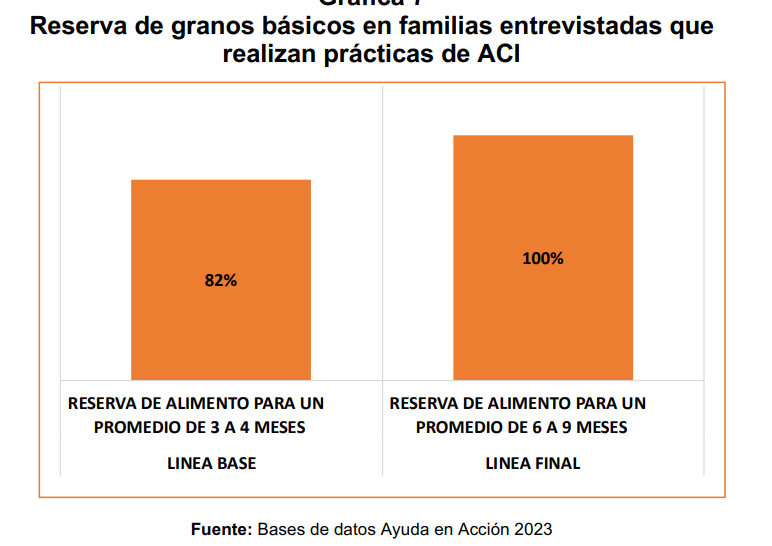 Gráfica 7
Reserva de granos básicos en familias entrevistadas que
realizan prácticas de ACI
82%
100%
RESERVA DE ALIMENTO PARA UN
PROMEDIO DE 3 A 4 MESES
LINEA BASE
RESERVA DE ALIMENTO PARA UN
PROMEDIO DE 6 A 9 MESES
LINEA FINAL
Fuente: Bases de datos Ayuda en Acción 2023